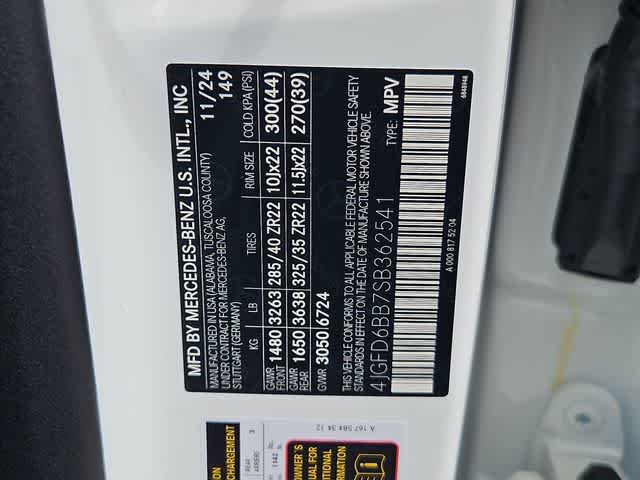 MFD BY MERCEDES-BENZ U.S. INTL., INC
MANUFACTURED IN USA (ALABAMA, TUSCALOOSA COUNTY)
UNDER CONTRACT FOR MERCEDES-BENZ AG,
STUTTGART (GERMANY)
11/24
149
KG LB TIRES RIM SIZE COLD KPA (PSI)
GAWR FRONT 1480 3263 285/40 ZR22 10Jx22 300(44)
GAWR REAR 1650 3638 325/35 ZR22 11.5Jx22 270(39)
GVWR 3050 6724
THIS VEHICLE CONFORMS TO ALL APPLICABLE FEDERAL MOTOR VEHICLE SAFETY
STANDARDS IN EFFECT ON THE DATE OF MANUFACTURE SHOWN ABOVE.
4JGFD6BB7SB362541 TYPE: MPV
A 000 817 52 04
6848948
A 167 584 34 12
OWNER'S